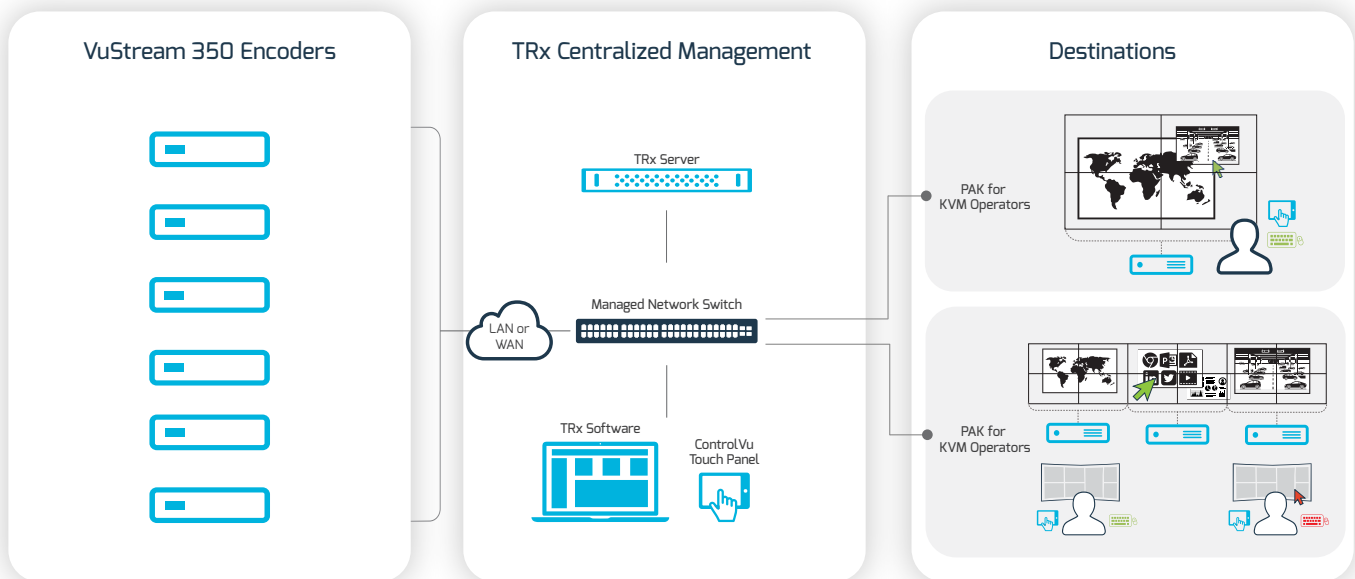 VuStream 350 Encoders
TRx Centralized Management
TRx Server
Managed Network Switch
LAN or
WAN
TRx Software
ControlVu
Touch Panel
Destinations
PAK for
KVM Operators
PAK for
KVM Operators